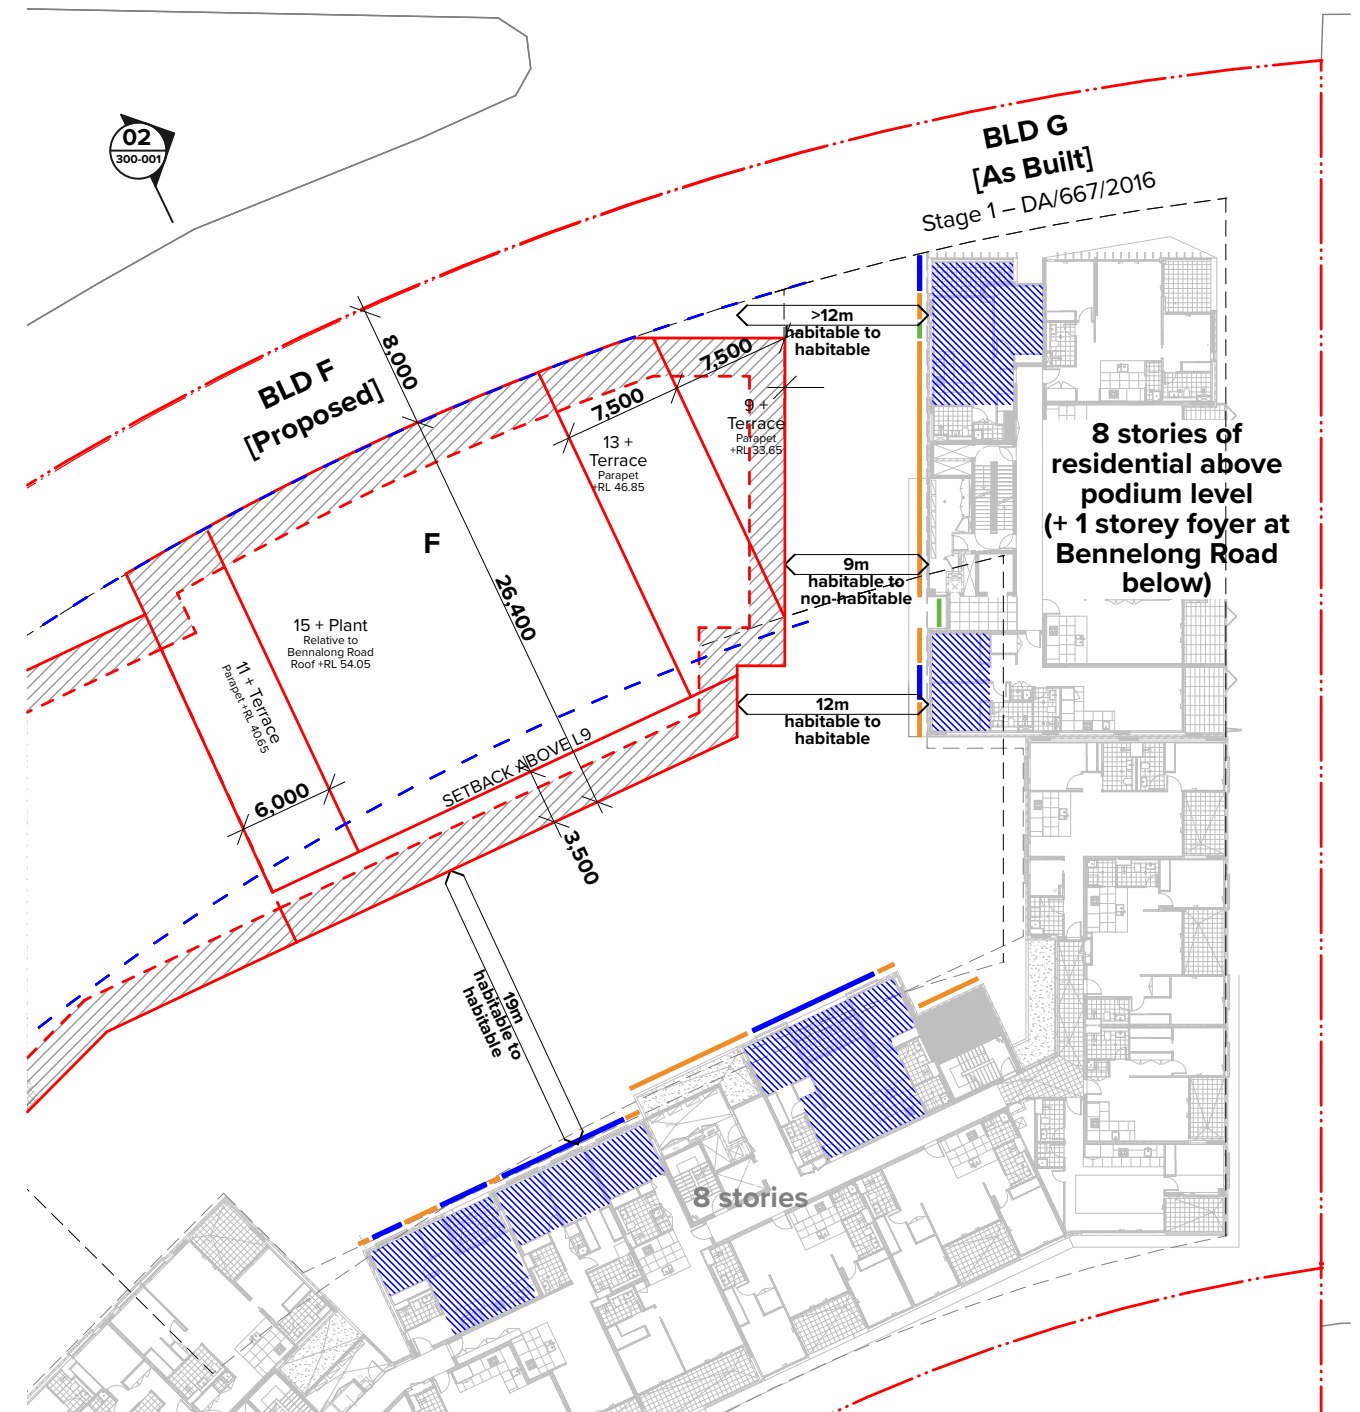 02
300-001
BLD G
[As Built]
Stage 1 – DA/667/2016
BLD F
[Proposed]
8,000
>12m
habitable to
habitable
7,500
7,500
9 +
Terrace
Parapet
+RL 33.65
13 +
Terrace
Parapet
+RL 46.85
8 stories of
residential above
podium level
(+ 1 storey foyer at
Bennelong Road
below)
F
26,400
9m
habitable to
non-habitable
15 + Plant
Relative to
Bennalong Road
Roof +RL 54.05
11 + Terrace
Parapet +RL 40.65
12m
habitable to
habitable
SETBACK ABOVE L9
6,000
3,500
19m
habitable to
habitable
8 stories